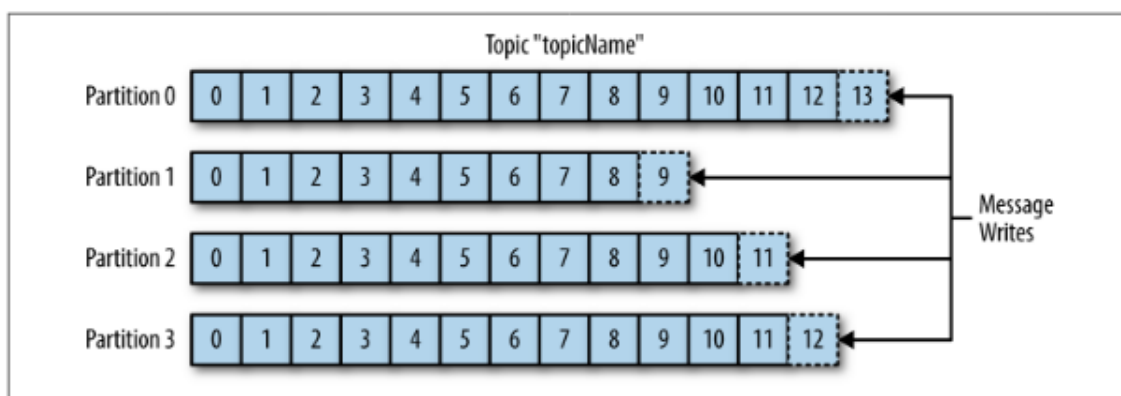 Topic "topicName"
Partition 0 0 1 2 3 4 5 6 7 8 9 10 11 12 13
Partition 1 0 1 2 3 4 5 6 7 8 9
Partition 2 0 1 2 3 4 5 6 7 8 9 10 11
Partition 3 0 1 2 3 4 5 6 7 8 9 10 11 12
Message
Writes